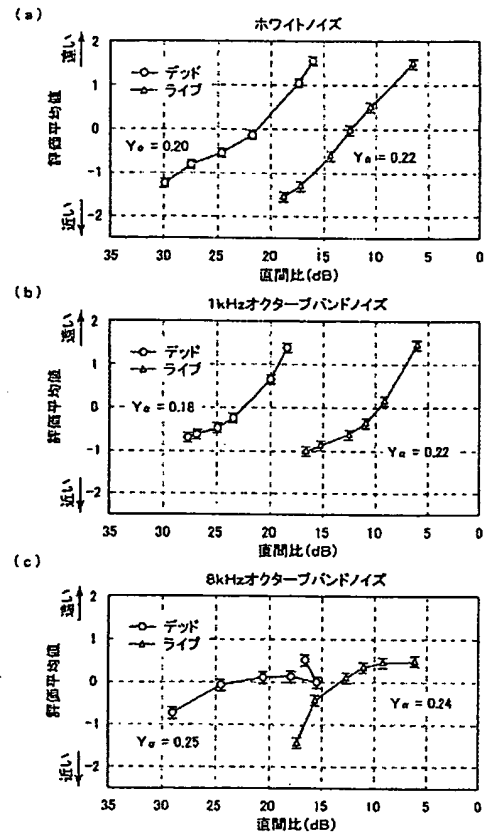 (a)
ホワイトノイズ
遠い
2
1
0
-1
-2
近い
評価平均値
デッド
ライブ
Yα = 0.20
Yα = 0.22
35 30 25 20 15 10 5 0
直間比(dB)
(b)
1kHzオクターブバンドノイズ
遠い
2
1
0
-1
-2
近い
評価平均値
デッド
ライブ
Yα = 0.18
Yα = 0.22
35 30 25 20 15 10 5 0
直間比(dB)
(c)
8kHzオクターブバンドノイズ
遠い
2
1
0
-1
-2
近い
評価平均値
デッド
ライブ
Yσ = 0.25
Yα = 0.24
35 30 25 20 15 10 5 0
直間比(dB)